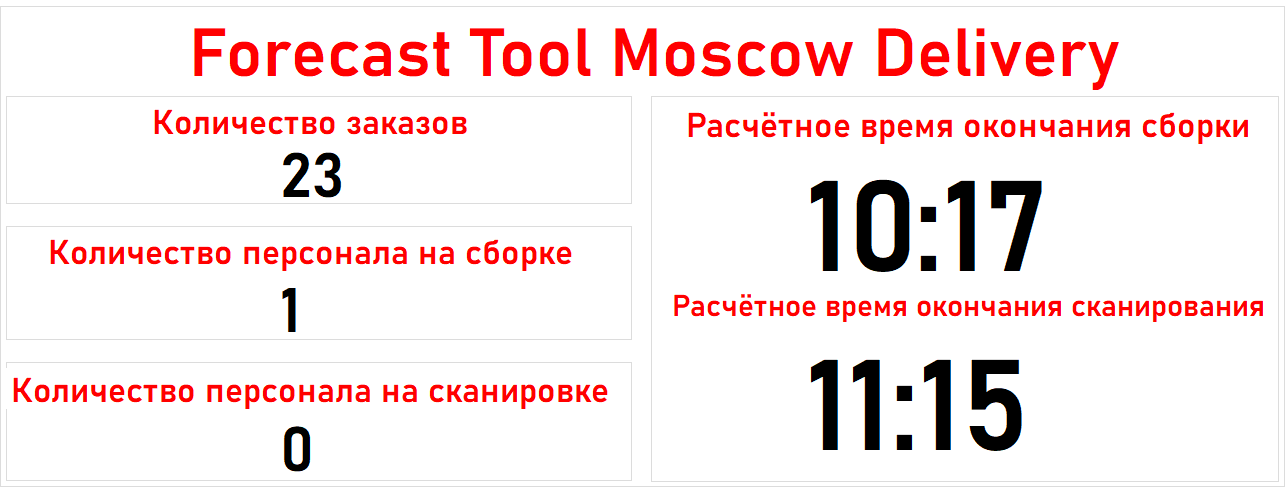 Forecast Tool Moscow Delivery
Количество заказов
23
Количество персонала на сборке
1
Количество персонала на сканировке
0
Расчётное время окончания сборки
10:17
Расчётное время окончания сканирования
11:15